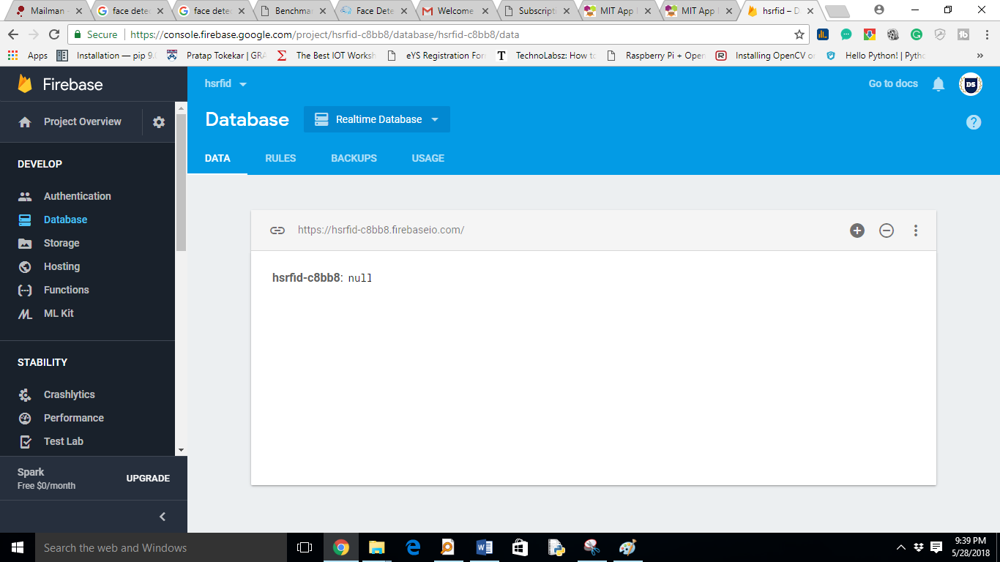 Mailman - face detec face detec Benchmar Face Dete Welcome Subscripti MIT App MIT App hsrfid – D
Secure https://console.firebase.google.com/project/hsrfid-c8bb8/database/hsrfid-c8bb8/data
Apps Installation — pip 9.0 Pratap Tokekar | GRA The Best IOT Worksh eYS Registration For TechnoLabsz: How to Raspberry Pi + Open Installing OpenCV o Hello Python! | Pytho »
Firebase
hsrfid
Go to docs
DS
Project Overview
Database
Realtime Database
?
DATA RULES BACKUPS USAGE
DEVELOP
Authentication
Database
Storage
Hosting
Functions
ML Kit
https://hsrfid-c8bb8.firebaseio.com/
hsrfid-c8bb8: null
STABILITY
Crashlytics
Performance
Test Lab
Spark
Free $0/month
UPGRADE
Search the web and Windows
9:39 PM
5/28/2018